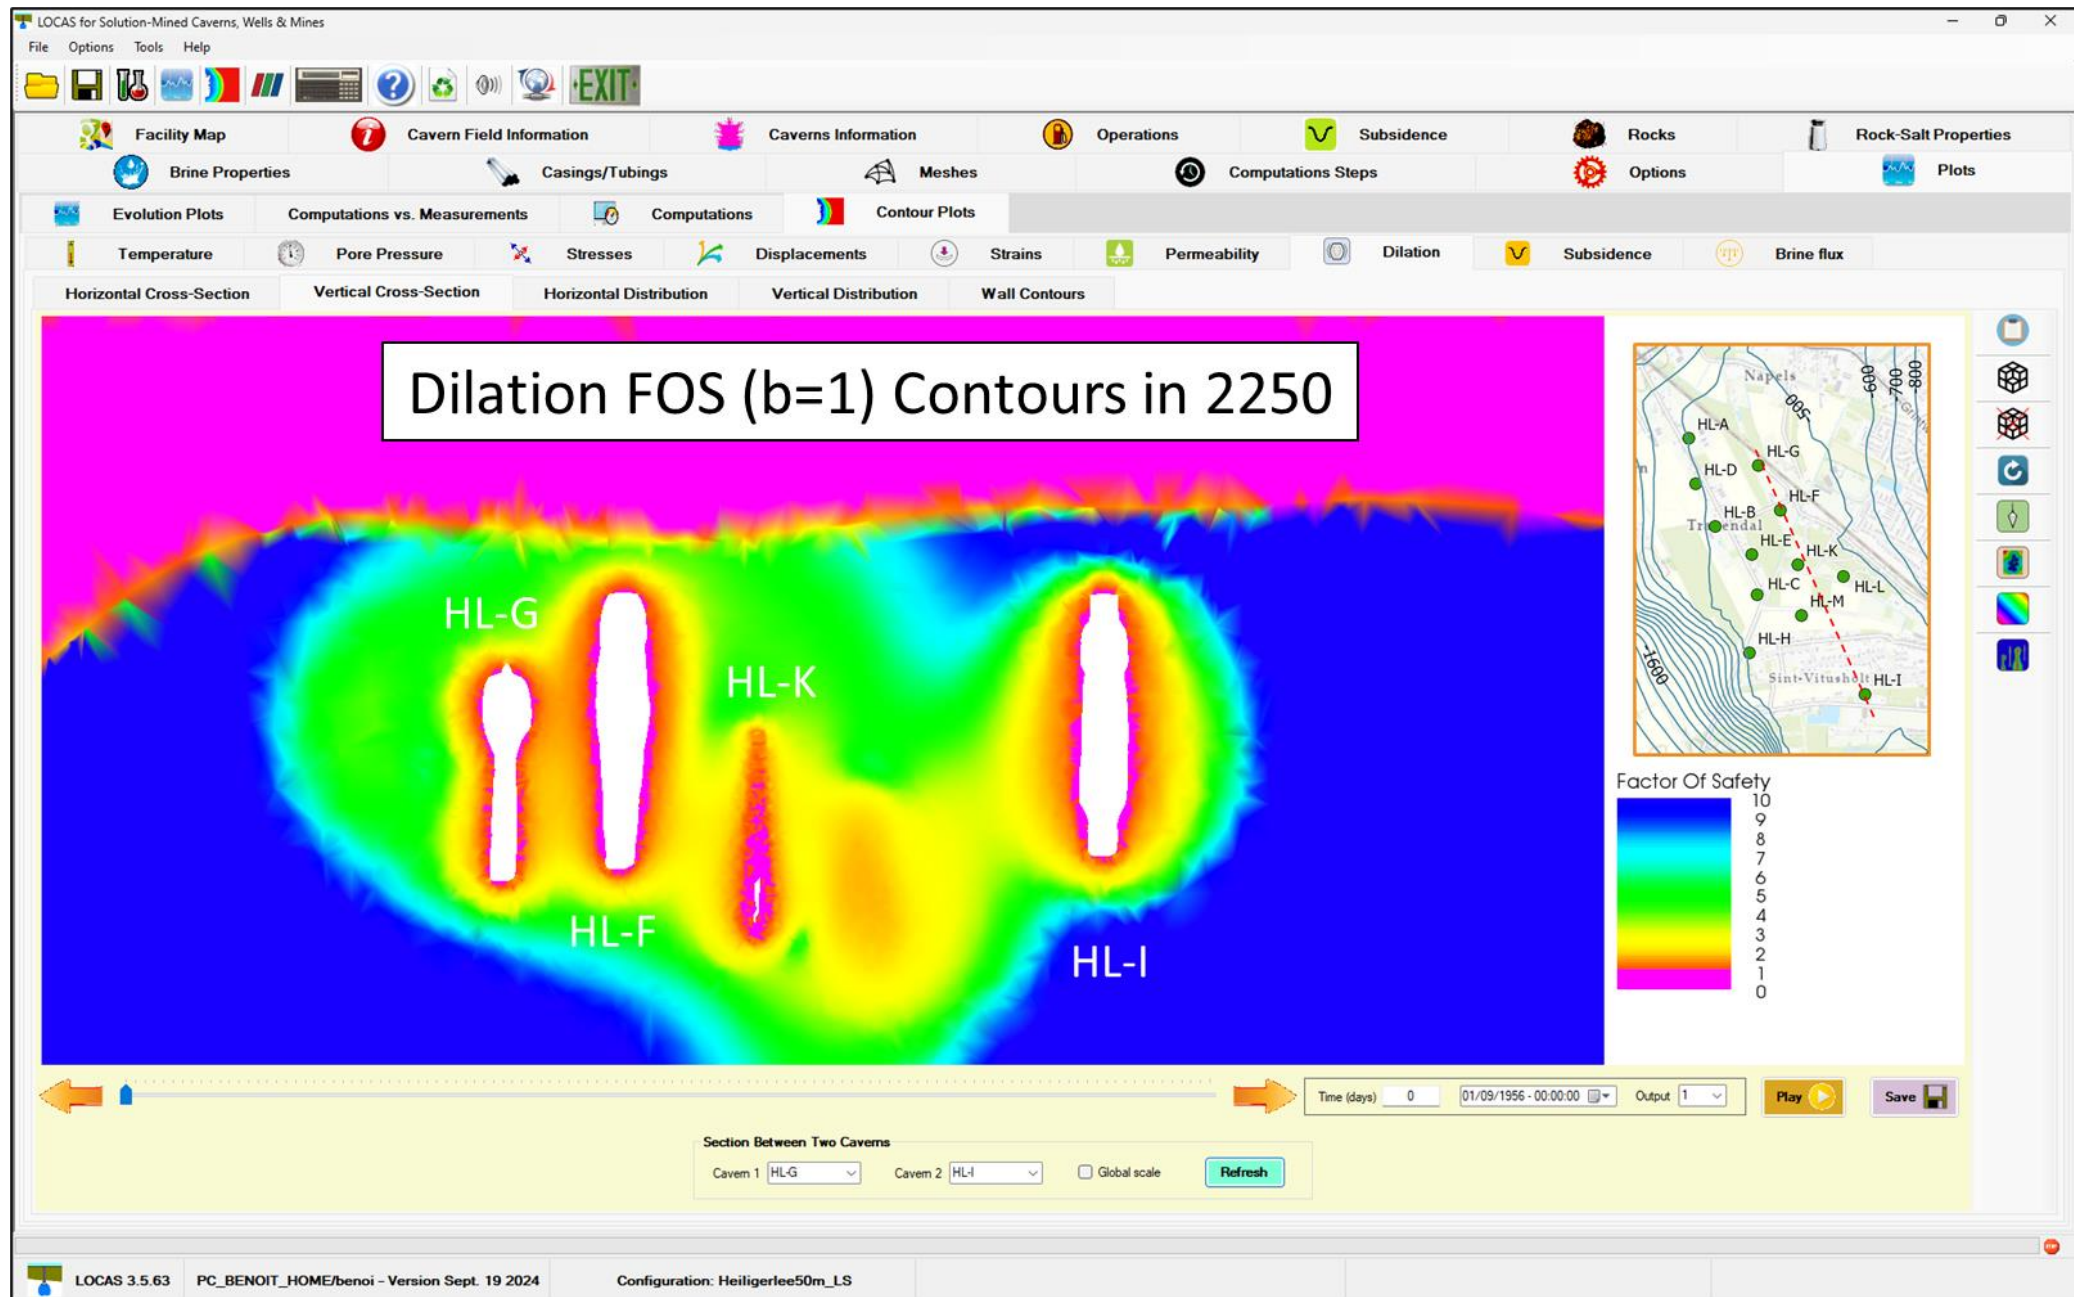 LOCAS for Solution-Mined Caverns, Wells & Mines
File Options Tools Help
EXIT
Facility Map Cavern Field Information Caverns Information Operations Subsidence Rocks Rock-Salt Properties
Brine Properties Casings/Tubings Meshes Computations Steps Options Plots
Evolution Plots Computations vs. Measurements Computations Contour Plots
Temperature Pore Pressure Stresses Displacements Strains Permeability Dilation Subsidence Brine flux
Horizontal Cross-Section Vertical Cross-Section Horizontal Distribution Vertical Distribution Wall Contours
Dilation FOS (b=1) Contours in 2250
HL-G
HL-K
HL-F
HL-I
Napels
-500
-600
-700
-800
HL-A
HL-G
HL-D
HL-F
HL-B
HL-E
HL-K
HL-C
HL-L
HL-M
HL-H
-1600
Sint-Vitusholt
HL-I
Factor Of Safety
10
9
8
7
6
5
4
3
2
1
0
Time (days) 0 01/09/1956 - 00:00:00 Output 1 Play Save
Section Between Two Caverns
Cavern 1 HL-G Cavern 2 HL-I Global scale Refresh
LOCAS 3.5.63 PC_BENOIT_HOME/benoi - Version Sept. 19 2024 Configuration: Heiligerlee50m_LS